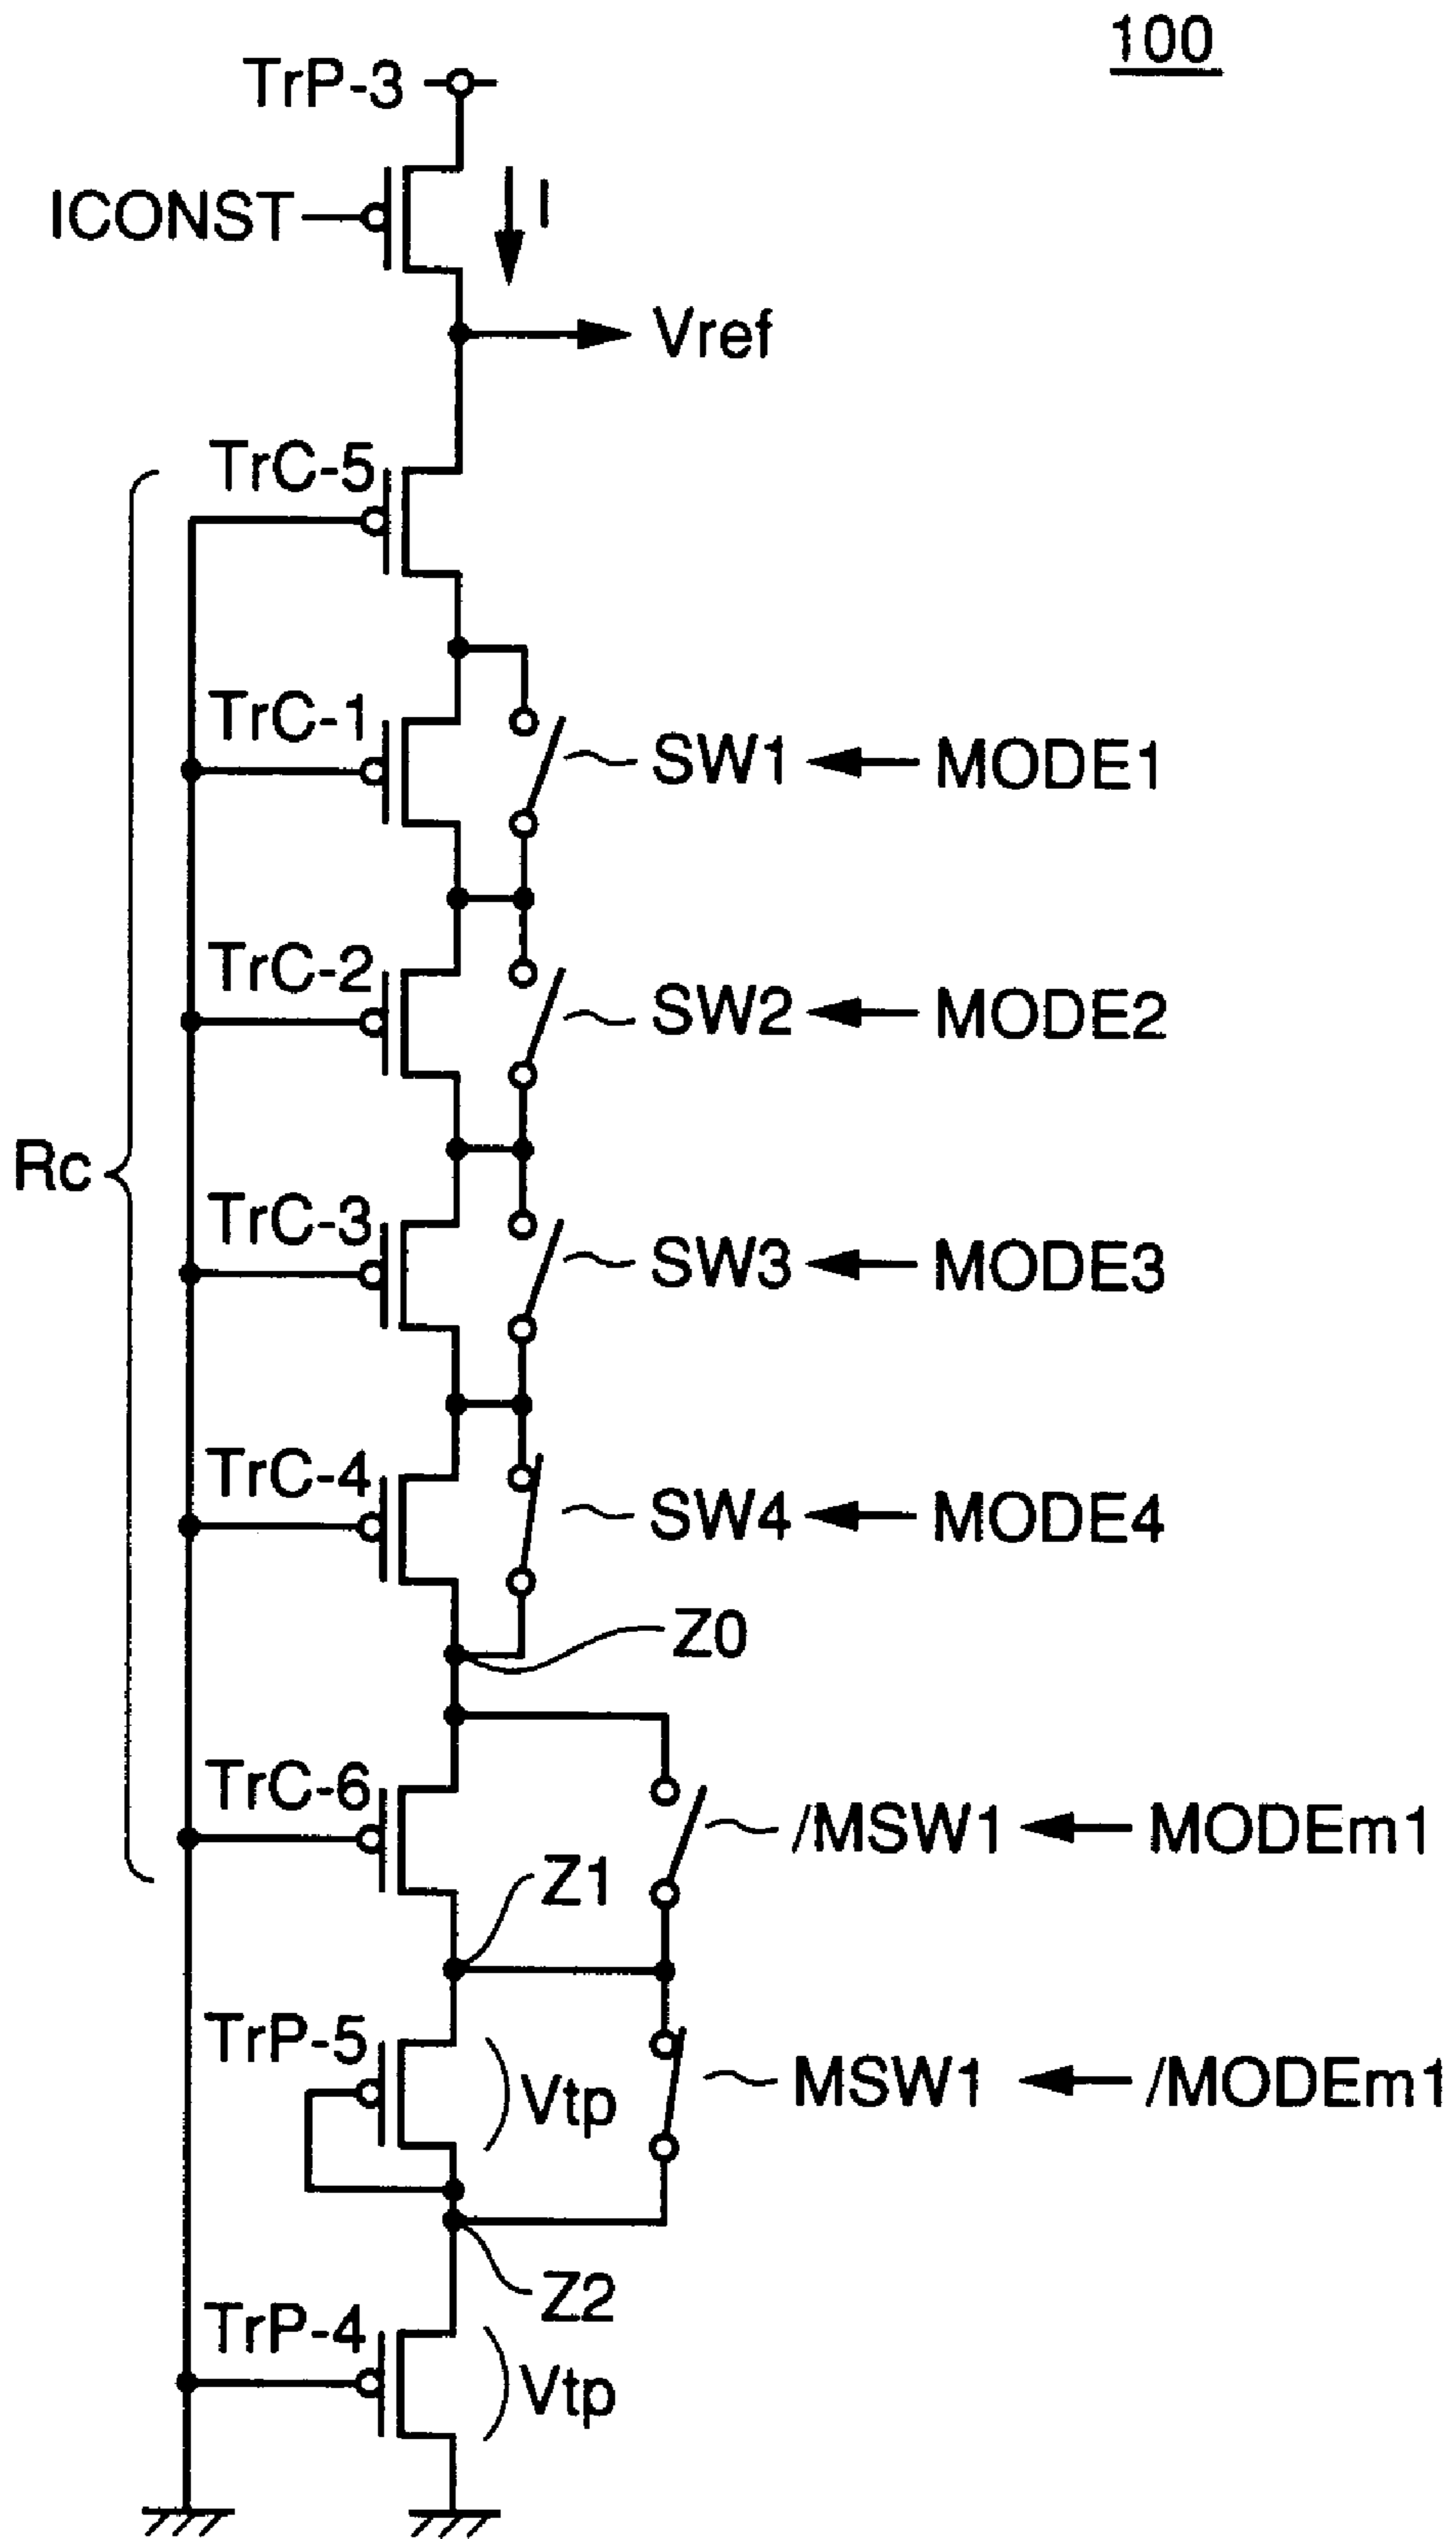 100
TrP-3
ICONST
I
Vref
TrC-5
TrC-1
SW1
MODE1
TrC-2
SW2
MODE2
Rc
TrC-3
SW3
MODE3
TrC-4
SW4
MODE4
Z0
TrC-6
/MSW1
MODEm1
Z1
TrP-5
Vtp
MSW1
/MODEm1
Z2
TrP-4
Vtp